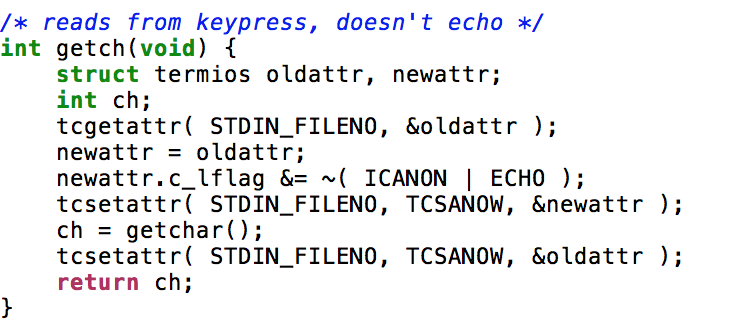 /* reads from keypress, doesn't echo */
int getch(void) {
    struct termios oldattr, newattr;
    int ch;
    tcgetattr( STDIN_FILENO, &oldattr );
    newattr = oldattr;
    newattr.c_lflag &= ~( ICANON | ECHO );
    tcsetattr( STDIN_FILENO, TCSANOW, &newattr );
    ch = getchar();
    tcsetattr( STDIN_FILENO, TCSANOW, &oldattr );
    return ch;
}